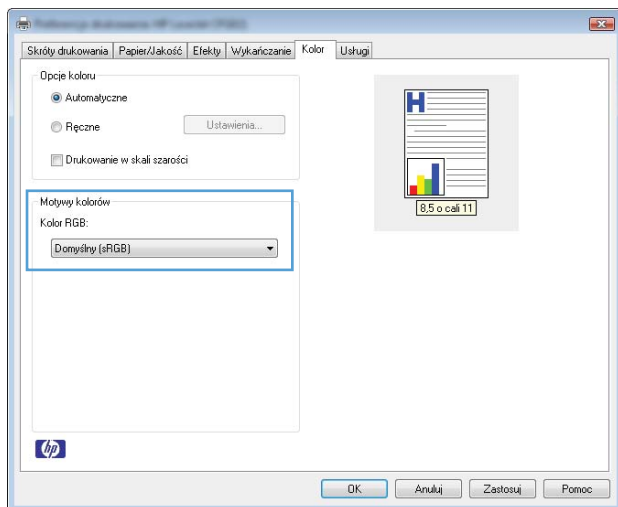 Skróty drukowania Papier/Jakość Efekty Wykańczanie Kolor Usługi
Opcje koloru
Automatyczne
Ręczne Ustawienia...
Drukowanie w skali szarości
Motywy kolorów
Kolor RGB:
Domyślny (sRGB)
H
8,5 o cali 11
hp
OK Anuluj Zastosuj Pomoc